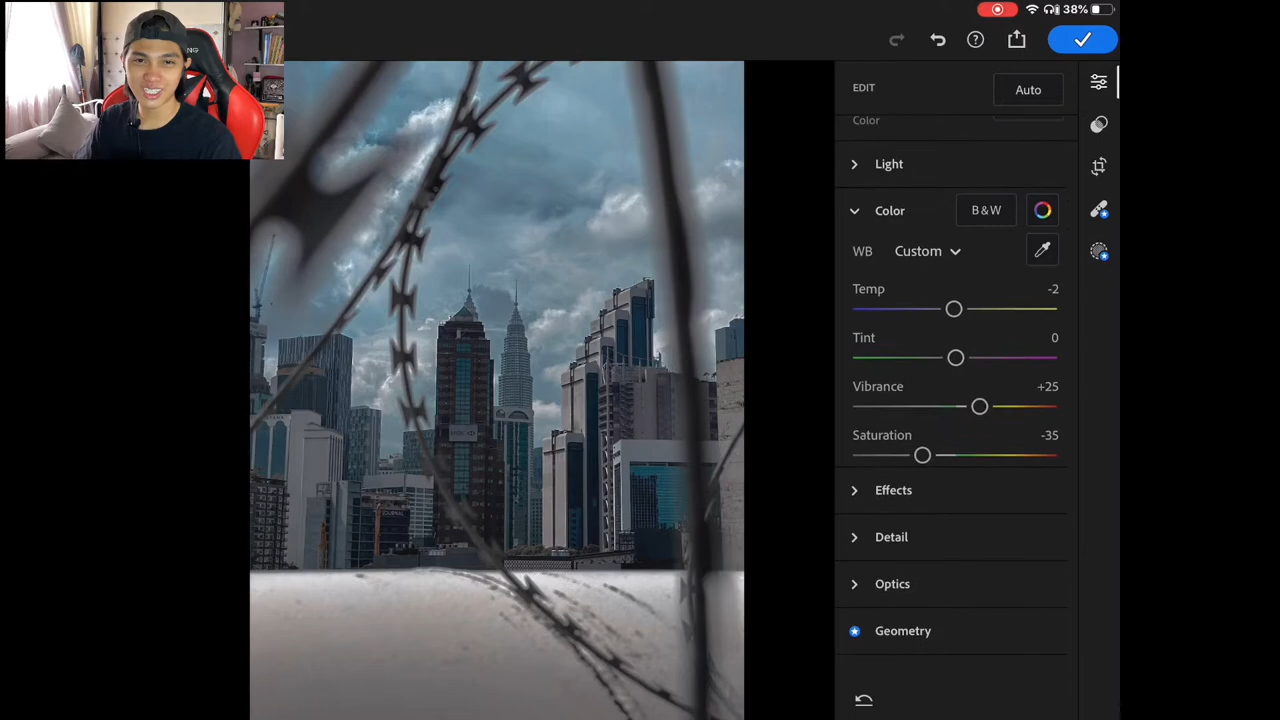 38%
EDIT
Auto
Color
Light
Color
B&W
WB
Custom
Temp
-2
Tint
0
Vibrance
+25
Saturation
-35
Effects
Detail
Optics
Geometry